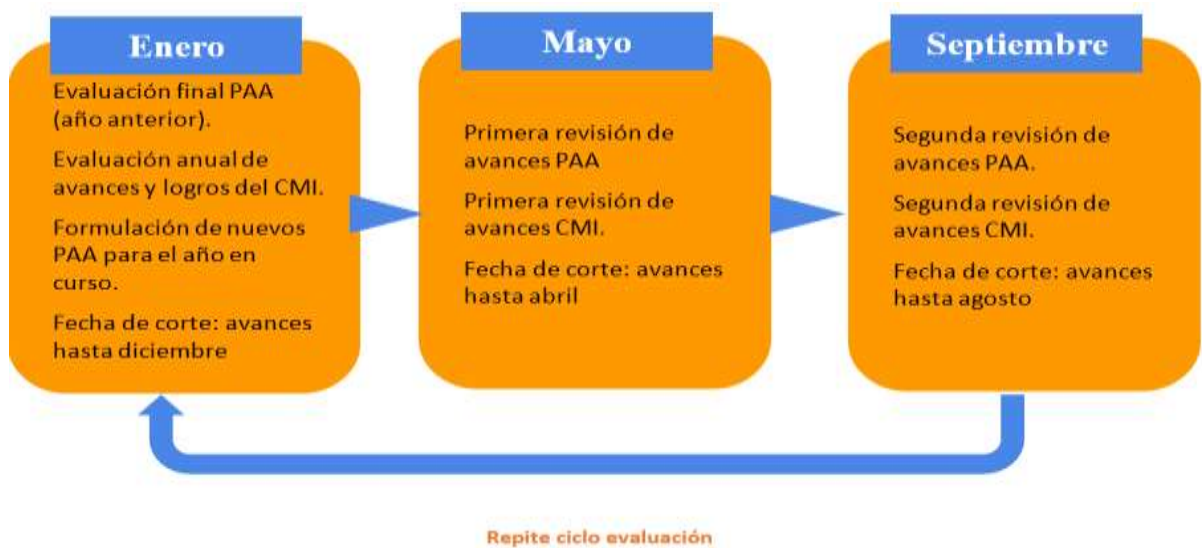 Enero
Evaluación final PAA
(año anterior).
Evaluación anual de
avances y logros del CMI.
Formulación de nuevos
PAA para el año en
curso.
Fecha de corte: avances
hasta diciembre
Mayo
Primera revisión de
avances PAA
Primera revisión de
avances CMI.
Fecha de corte: avances
hasta abril
Septiembre
Segunda revisión de
avances PAA.
Segunda revisión de
avances CMI.
Fecha de corte: avances
hasta agosto
Repite ciclo evaluación